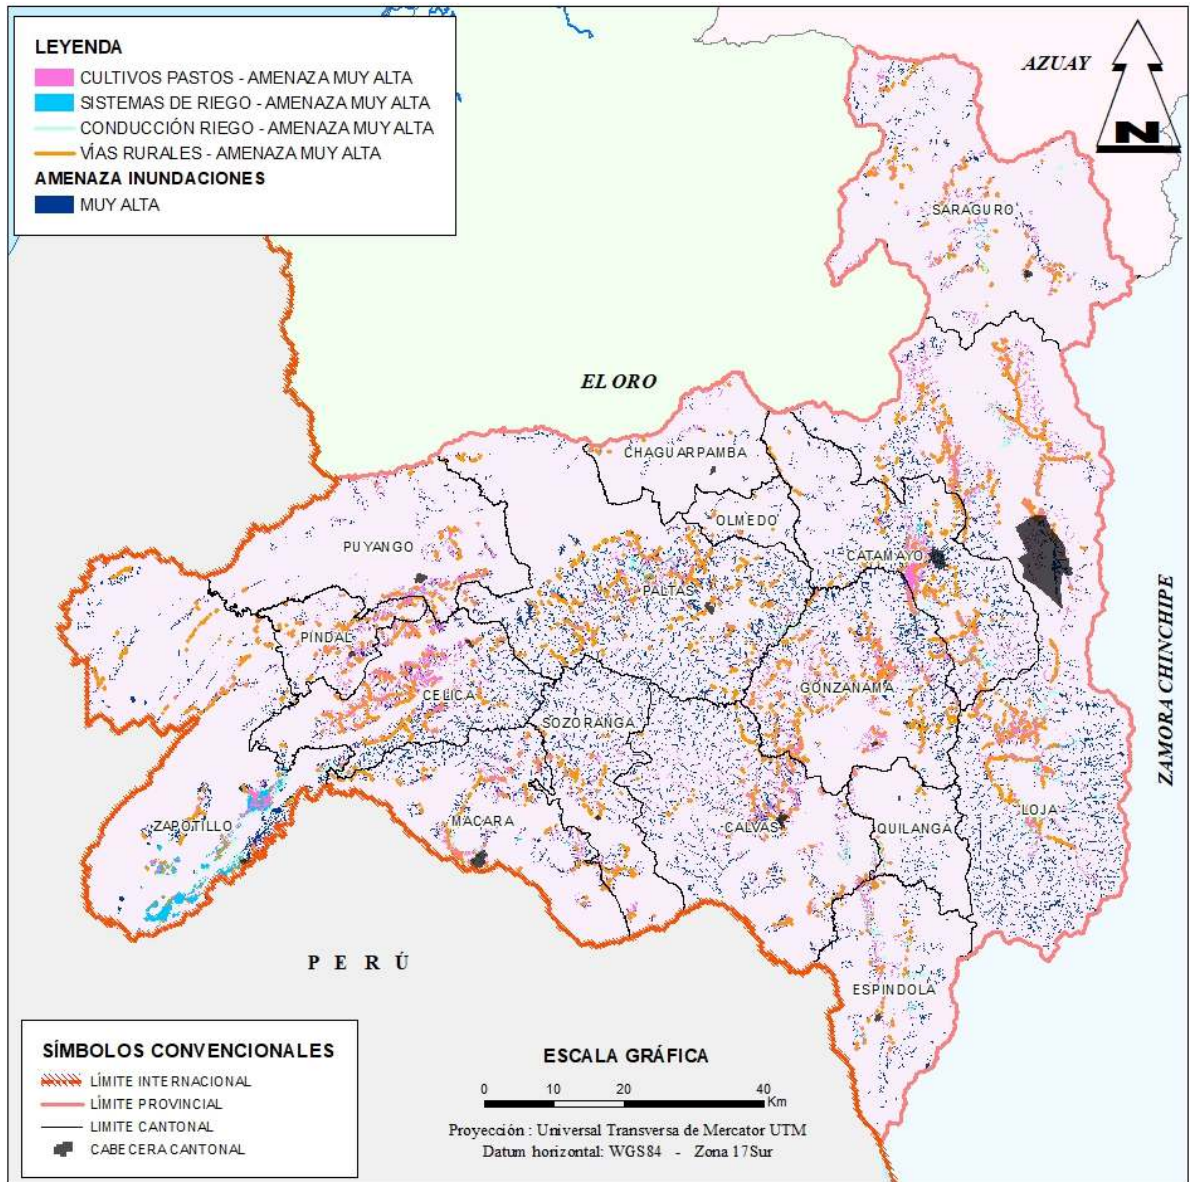 LEYENDA
CULTIVOS PASTOS - AMENAZA MUY ALTA
SISTEMAS DE RIEGO - AMENAZA MUY ALTA
CONDUCCIÓN RIEGO - AMENAZA MUY ALTA
VÍAS RURALES - AMENAZA MUY ALTA
AMENAZA INUNDACIONES
MUY ALTA
AZUAY
N
SARAGURO
EL ORO
CHAGUARPAMBA
OLMEDO
PUYANGO
CATAMAYO
PALTAS
PINDAL
CELICA
GONZANAMA
SOZORANGA
ZAMORA CHINCHIPE
ZAPOTILLO
MACARA
CALVAS
QUILANGA
LOJA
PERÚ
ESPINDOLA
SÍMBOLOS CONVENCIONALES
LÍMITE INTERNACIONAL
LÍMITE PROVINCIAL
LIMITE CANTONAL
CABECERA CANTONAL
ESCALA GRÁFICA
0 10 20 40
Km
Proyección : Universal Transversa de Mercator UTM
Datum horizontal: WGS84 - Zona 17Sur